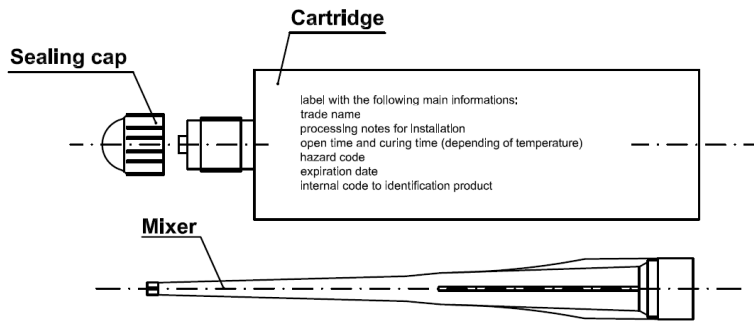 Cartridge
Sealing cap
label with the following main informations:
trade name
processing notes for Installation
open time and curing time (depending of temperature)
hazard code
expiration date
internal code to identification product
Mixer